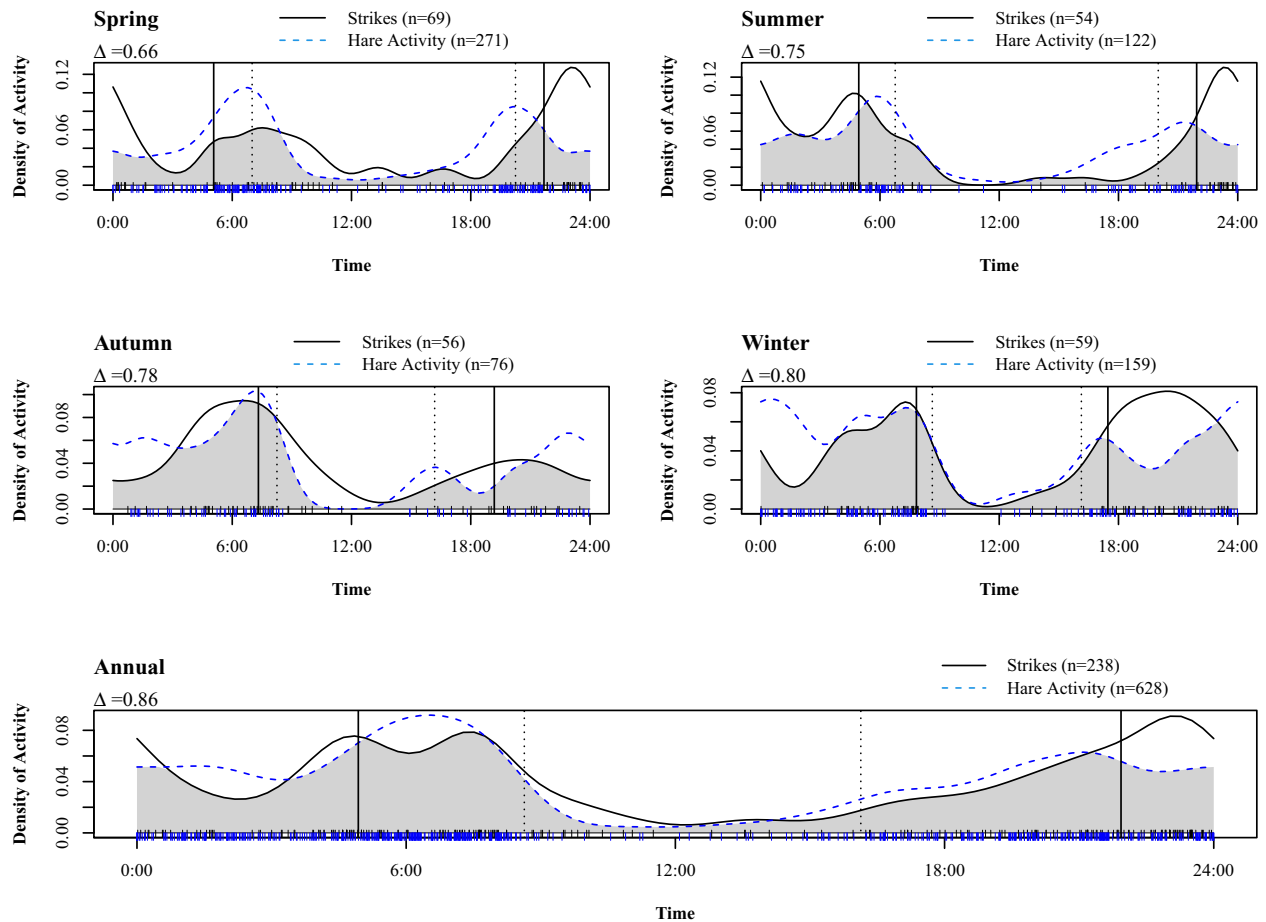 Spring
Δ =0.66
Strikes (n=69)
Hare Activity (n=271)
Density of Activity
0.00 0.06 0.12
0:00 6:00 12:00 18:00 24:00
Time
Summer
Δ =0.75
Strikes (n=54)
Hare Activity (n=122)
Density of Activity
0.00 0.06 0.12
0:00 6:00 12:00 18:00 24:00
Time
Autumn
Δ =0.78
Strikes (n=56)
Hare Activity (n=76)
Density of Activity
0.00 0.04 0.08
0:00 6:00 12:00 18:00 24:00
Time
Winter
Δ =0.80
Strikes (n=59)
Hare Activity (n=159)
Density of Activity
0.00 0.04 0.08
0:00 6:00 12:00 18:00 24:00
Time
Annual
Δ =0.86
Strikes (n=238)
Hare Activity (n=628)
Density of Activity
0.00 0.04 0.08
0:00 6:00 12:00 18:00 24:00
Time